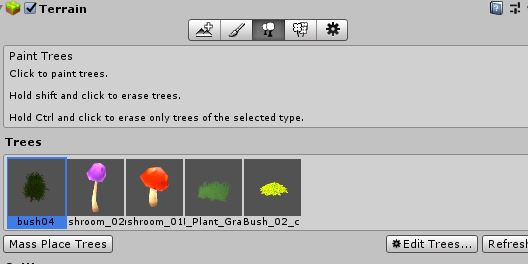 Terrain
Paint Trees
Click to paint trees.
Hold shift and click to erase trees.
Hold Ctrl and click to erase only trees of the selected type.
Trees
bush04 shroom_02 ushroom_01 l_Plant_Gra Bush_02_c
Mass Place Trees Edit Trees... Refresh